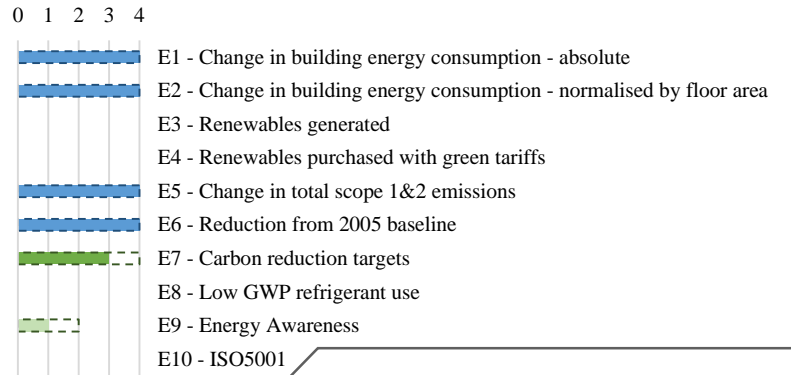 0 1 2 3 4
E1 - Change in building energy consumption - absolute
E2 - Change in building energy consumption - normalised by floor area
E3 - Renewables generated
E4 - Renewables purchased with green tariffs
E5 - Change in total scope 1&2 emissions
E6 - Reduction from 2005 baseline
E7 - Carbon reduction targets
E8 - Low GWP refrigerant use
E9 - Energy Awareness
E10 - ISO5001